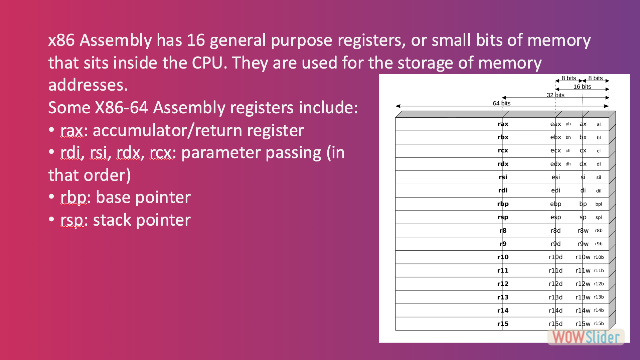 x86 Assembly has 16 general purpose registers, or small bits of memory
that sits inside the CPU. They are used for the storage of memory
addresses.
Some X86-64 Assembly registers include:
• rax: accumulator/return register
• rdi, rsi, rdx, rcx: parameter passing (in
that order)
• rbp: base pointer
• rsp: stack pointer
8 bits 8 bits
16 bits
32 bits
64 bits
rax eax ah ax al
rbx ebx bh bx bl
rcx ecx ch cx cl
rdx edx dh dx dl
rsi esi si sil
rdi edi di dil
rbp ebp bp bpl
rsp esp sp spl
r8 r8d r8w r8b
r9 r9d r9w r9b
r10 r10d r10w r10b
r11 r11d r11w r11b
r12 r12d r12w r12b
r13 r13d r13w r13b
r14 r14d r14w r14b
r15 r15d r15w r15b
WOWSlider